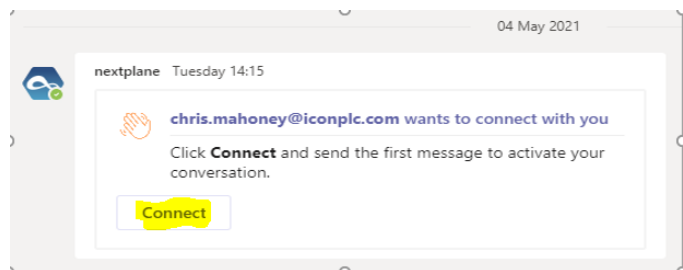 04 May 2021
nextplane Tuesday 14:15
chris.mahoney@iconplc.com wants to connect with you
Click Connect and send the first message to activate your
conversation.
Connect